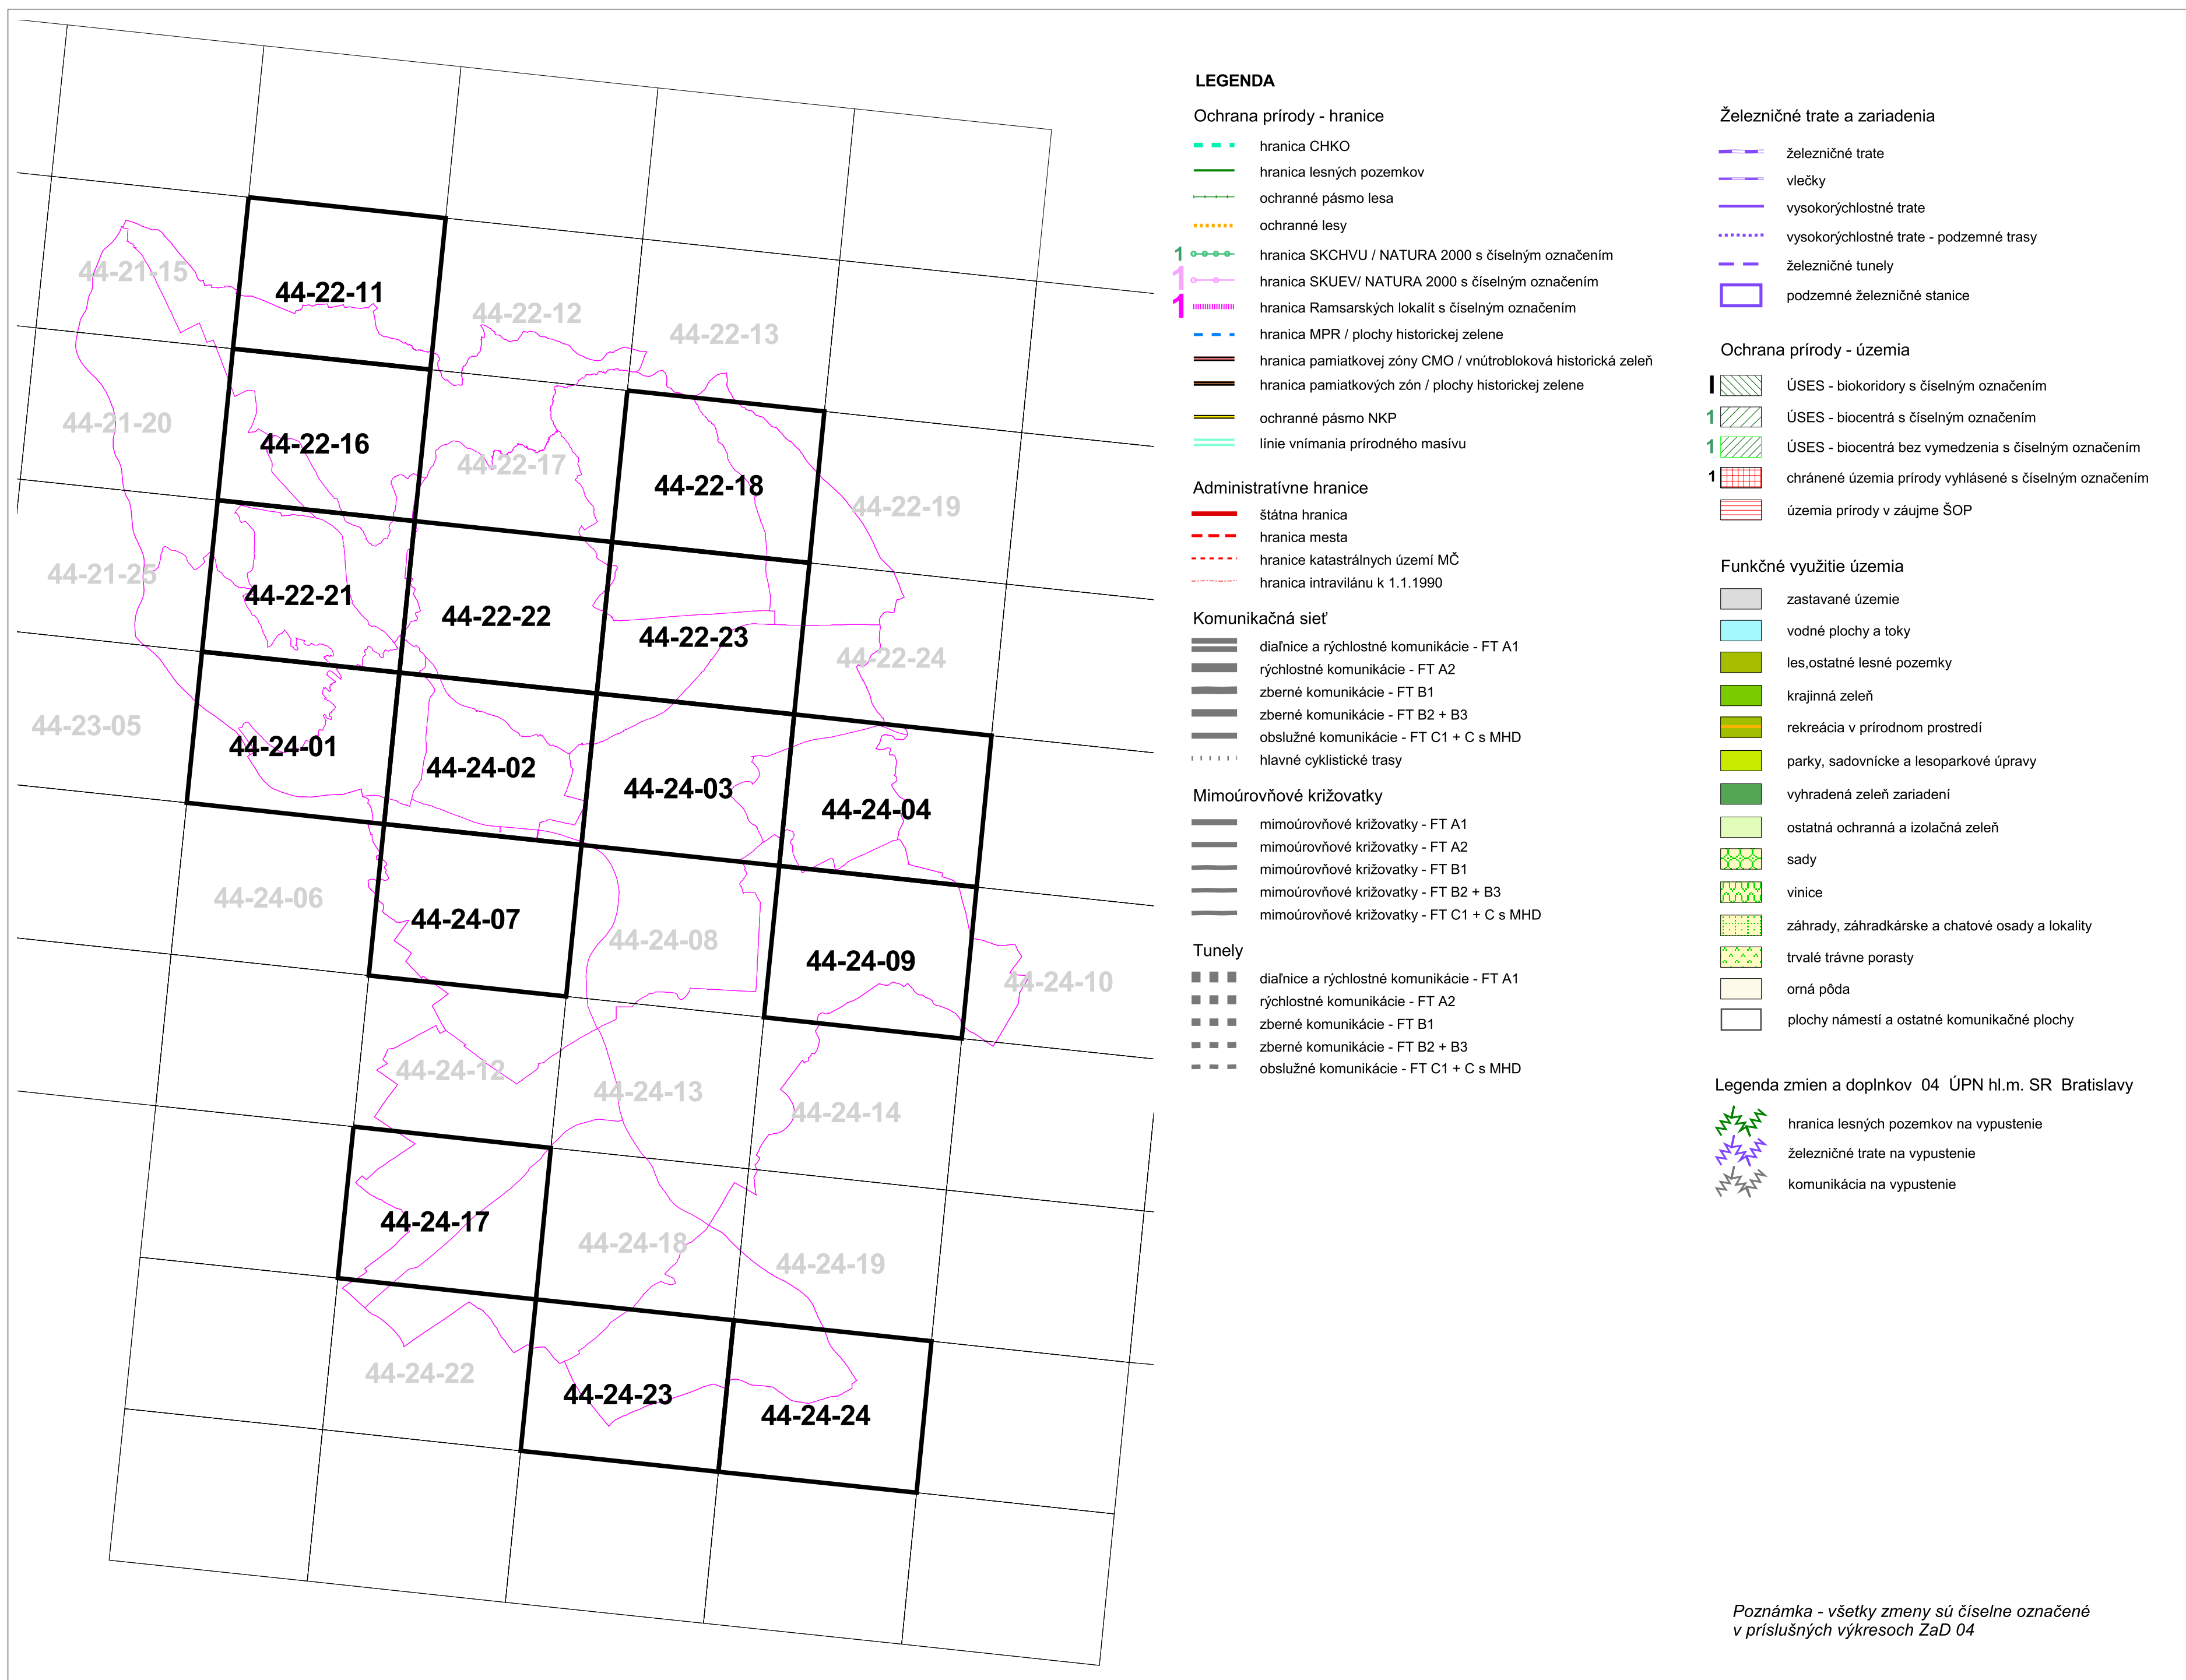 44-21-15
44-22-11
44-22-12
44-22-13
44-21-20
44-22-16
44-22-17
44-22-18
44-22-19
44-21-25
44-22-21
44-22-22
44-22-23
44-22-24
44-23-05
44-24-01
44-24-02
44-24-03
44-24-04
44-24-06
44-24-07
44-24-08
44-24-09
44-24-10
44-24-12
44-24-13
44-24-14
44-24-17
44-24-18
44-24-19
44-24-22
44-24-23
44-24-24
LEGENDA
Ochrana prírody - hranice
hranica CHKO
hranica lesných pozemkov
ochranné pásmo lesa
ochranné lesy
1 hranica SKCHVU / NATURA 2000 s číselným označením
1 hranica SKUEV/ NATURA 2000 s číselným označením
1 hranica Ramsarských lokalít s číselným označením
hranica MPR / plochy historickej zelene
hranica pamiatkovej zóny CMO / vnútrobloková historická zeleň
hranica pamiatkových zón / plochy historickej zelene
ochranné pásmo NKP
línie vnímania prírodného masívu
Administratívne hranice
štátna hranica
hranica mesta
hranice katastrálnych území MČ
hranica intravilánu k 1.1.1990
Komunikačná sieť
diaľnice a rýchlostné komunikácie - FT A1
rýchlostné komunikácie - FT A2
zberné komunikácie - FT B1
zberné komunikácie - FT B2 + B3
obslužné komunikácie - FT C1 + C s MHD
hlavné cyklistické trasy
Mimoúrovňové križovatky
mimoúrovňové križovatky - FT A1
mimoúrovňové križovatky - FT A2
mimoúrovňové križovatky - FT B1
mimoúrovňové križovatky - FT B2 + B3
mimoúrovňové križovatky - FT C1 + C s MHD
Tunely
diaľnice a rýchlostné komunikácie - FT A1
rýchlostné komunikácie - FT A2
zberné komunikácie - FT B1
zberné komunikácie - FT B2 + B3
obslužné komunikácie - FT C1 + C s MHD
Železničné trate a zariadenia
železničné trate
vlečky
vysokorýchlostné trate
vysokorýchlostné trate - podzemné trasy
železničné tunely
podzemné železničné stanice
Ochrana prírody - územia
I ÚSES - biokoridory s číselným označením
1 ÚSES - biocentrá s číselným označením
1 ÚSES - biocentrá bez vymedzenia s číselným označením
1 chránené územia prírody vyhlásené s číselným označením
územia prírody v záujme ŠOP
Funkčné využitie územia
zastavané územie
vodné plochy a toky
les,ostatné lesné pozemky
krajinná zeleň
rekreácia v prírodnom prostredí
parky, sadovnícke a lesoparkové úpravy
vyhradená zeleň zariadení
ostatná ochranná a izolačná zeleň
sady
vinice
záhrady, záhradkárske a chatové osady a lokality
trvalé trávne porasty
orná pôda
plochy námestí a ostatné komunikačné plochy
Legenda zmien a doplnkov 04 ÚPN hl.m. SR Bratislavy
hranica lesných pozemkov na vypustenie
železničné trate na vypustenie
komunikácia na vypustenie
Poznámka - všetky zmeny sú číselne označené
v príslušných výkresoch ZaD 04